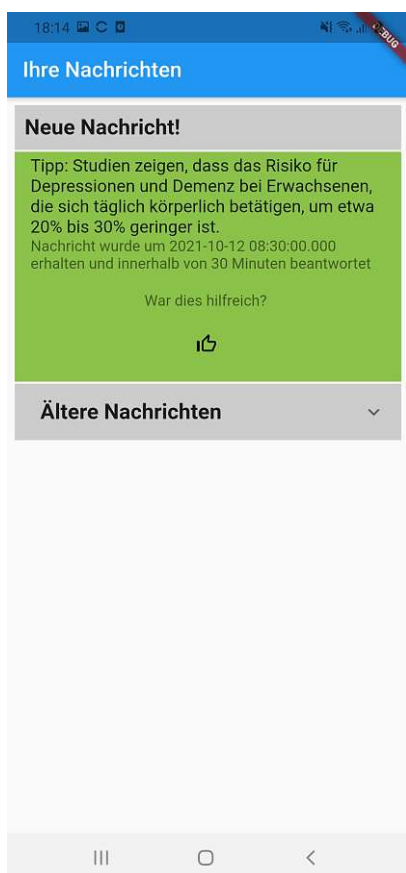 18:14
Ihre Nachrichten
Neue Nachricht!
Tipp: Studien zeigen, dass das Risiko für
Depressionen und Demenz bei Erwachsenen,
die sich täglich körperlich betätigen, um etwa
20% bis 30% geringer ist.
Nachricht wurde um 2021-10-12 08:30:00.000
erhalten und innerhalb von 30 Minuten beantwortet
War dies hilfreich?
Ältere Nachrichten